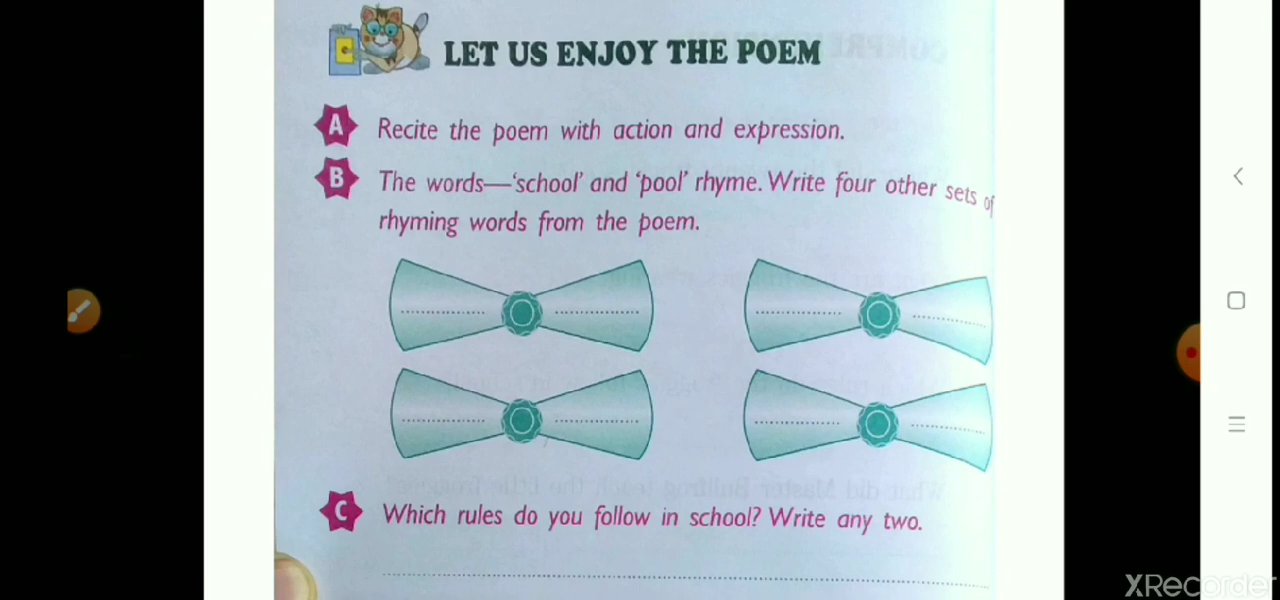 LET US ENJOY THE POEM
A Recite the poem with action and expression.
B The words—‘school’ and ‘pool’ rhyme. Write four other sets of
rhyming words from the poem.
C Which rules do you follow in school? Write any two.
XRecorder